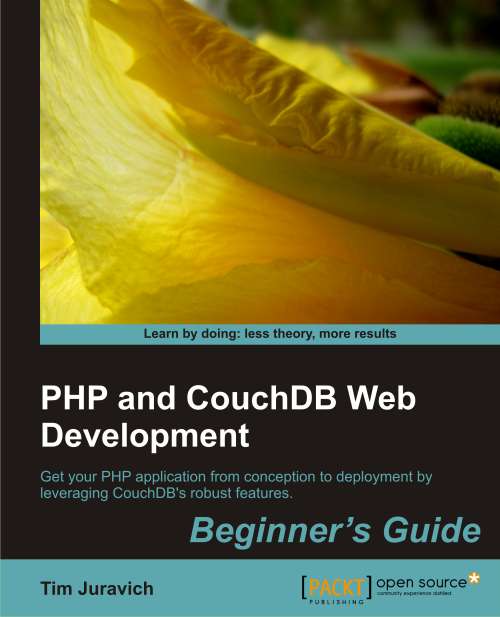 Learn by doing: less theory, more results
PHP and CouchDB Web
Development
Get your PHP application from conception to deployment by
leveraging CouchDB's robust features.
Beginner’s Guide
Tim Juravich
[PACKT] open source*
PUBLISHING community experience distilled